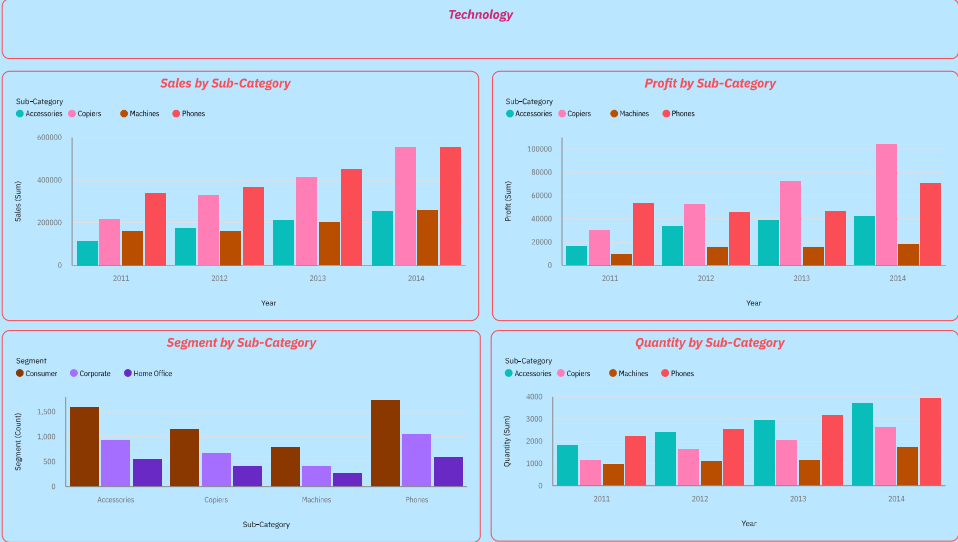 Technology
Sales by Sub-Category
Sub-Category
Accessories Copiers Machines Phones
600000
400000
200000
0
Sales (Sum)
2011 2012 2013 2014
Year
Profit by Sub-Category
Sub-Category
Accessories Copiers Machines Phones
100000
80000
60000
40000
20000
0
Profit (Sum)
2011 2012 2013 2014
Year
Segment by Sub-Category
Segment
Consumer Corporate Home Office
1,500
1,000
500
0
Segment (Count)
Accessories Copiers Machines Phones
Sub-Category
Quantity by Sub-Category
Sub-Category
Accessories Copiers Machines Phones
4000
3000
2000
1000
0
Quantity (Sum)
2011 2012 2013 2014
Year